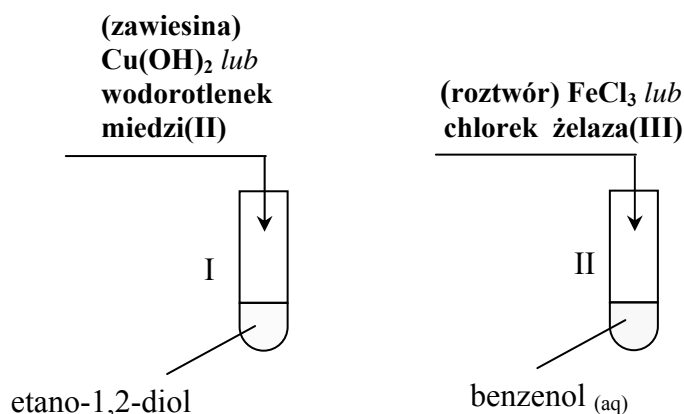 (zawiesina)
Cu(OH)₂ lub
wodorotlenek
miedzi(II)
(roztwór) FeCl₃ lub
chlorek żelaza(III)
I
II
etano-1,2-diol
benzenol (aq)